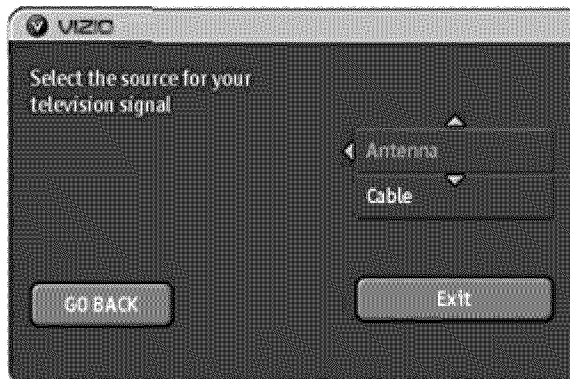 VIZIO
Select the source for your
television signal
Antenna
Cable
GO BACK
Exit